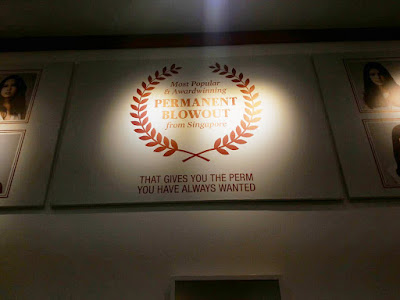 Most Popular
& Awardwinning
PERMANENT
BLOWOUT
from Singapore
THAT GIVES YOU THE PERM
YOU HAVE ALWAYS WANTED